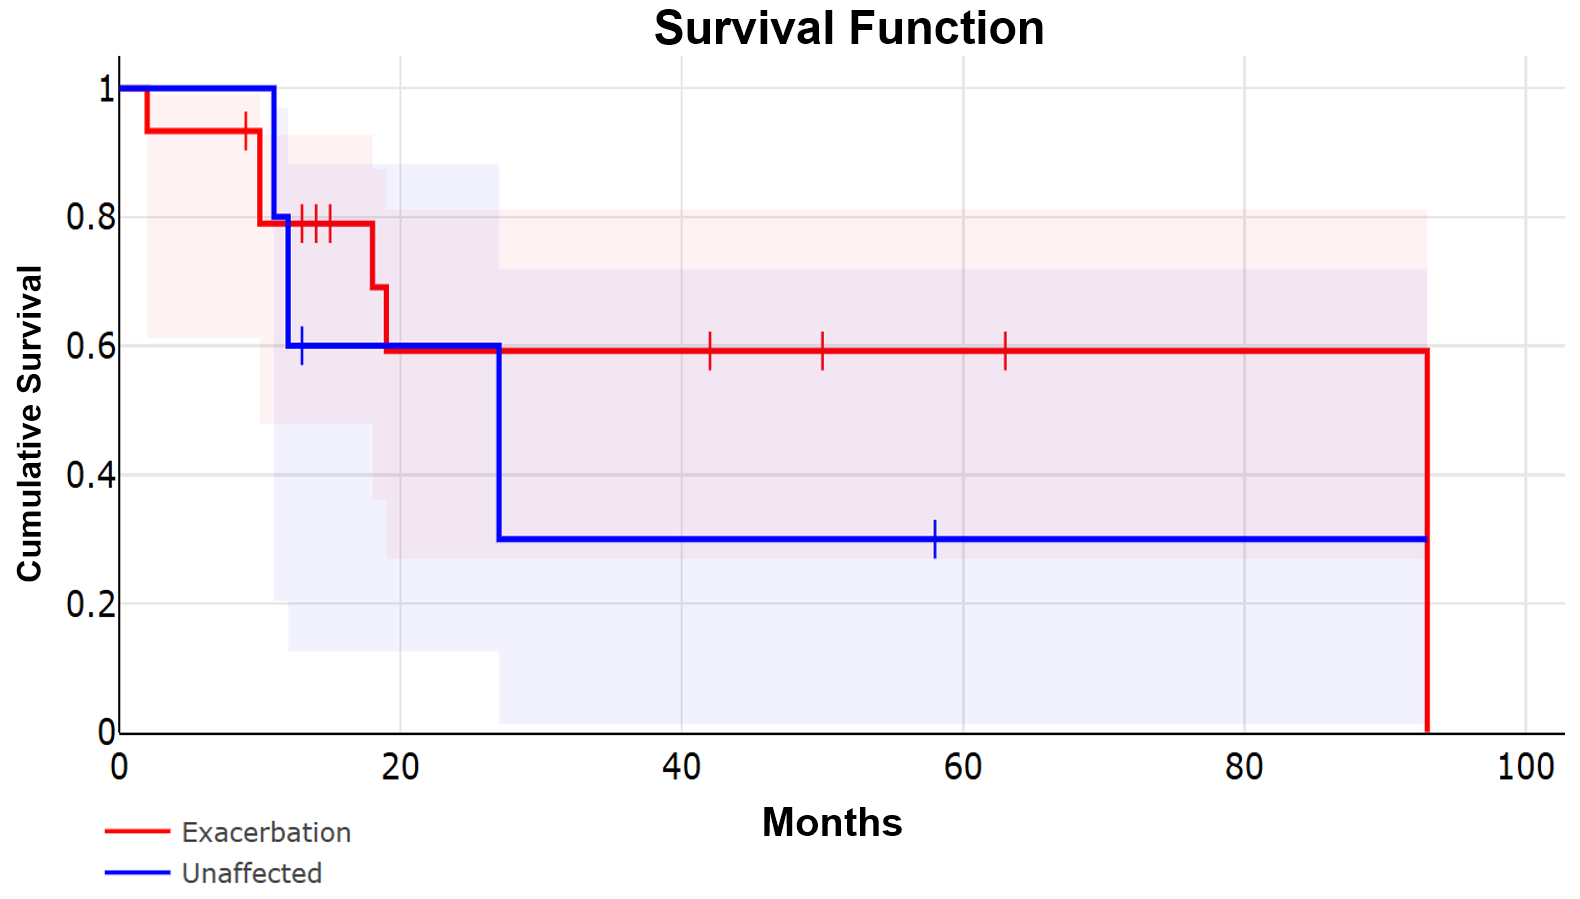 Survival Function
Cumulative Survival
1
0.8
0.6
0.4
0.2
0
0 20 40 60 80 100
Months
Exacerbation
Unaffected